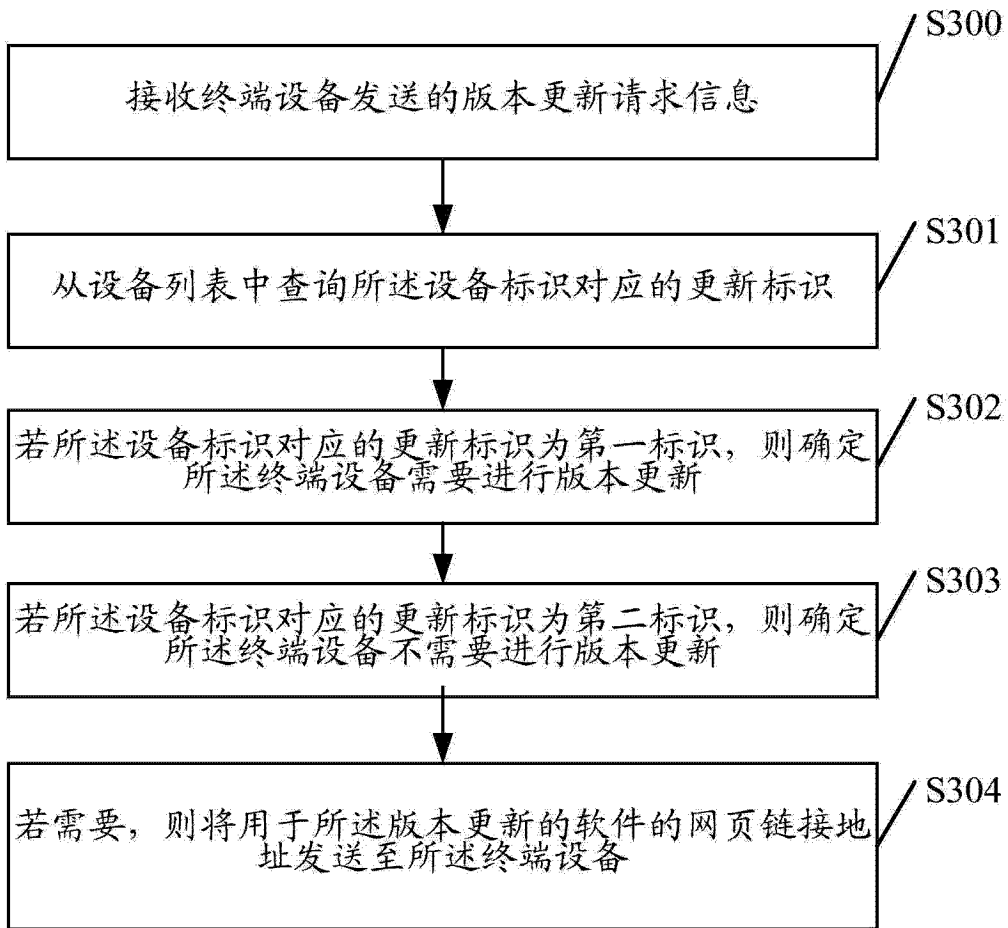 S300
接收终端设备发送的版本更新请求信息
S301
从设备列表中查询所述设备标识对应的更新标识
S302
若所述设备标识对应的更新标识为第一标识，则确定
所述终端设备需要进行版本更新
S303
若所述设备标识对应的更新标识为第二标识，则确定
所述终端设备不需要进行版本更新
S304
若需要，则将用于所述版本更新的软件的网页链接地
址发送至所述终端设备